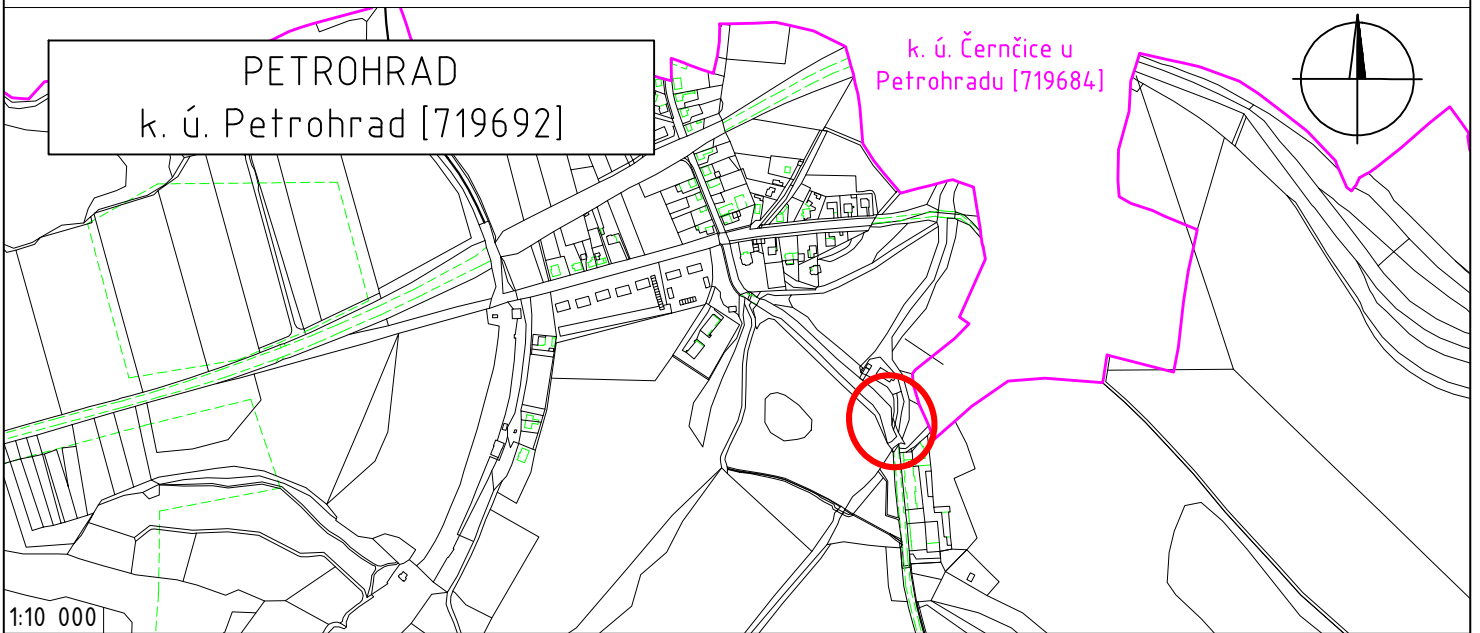 PETROHRAD
k. ú. Petrohrad [719692]
k. ú. Černčice u
Petrohradu [719684]
1:10 000